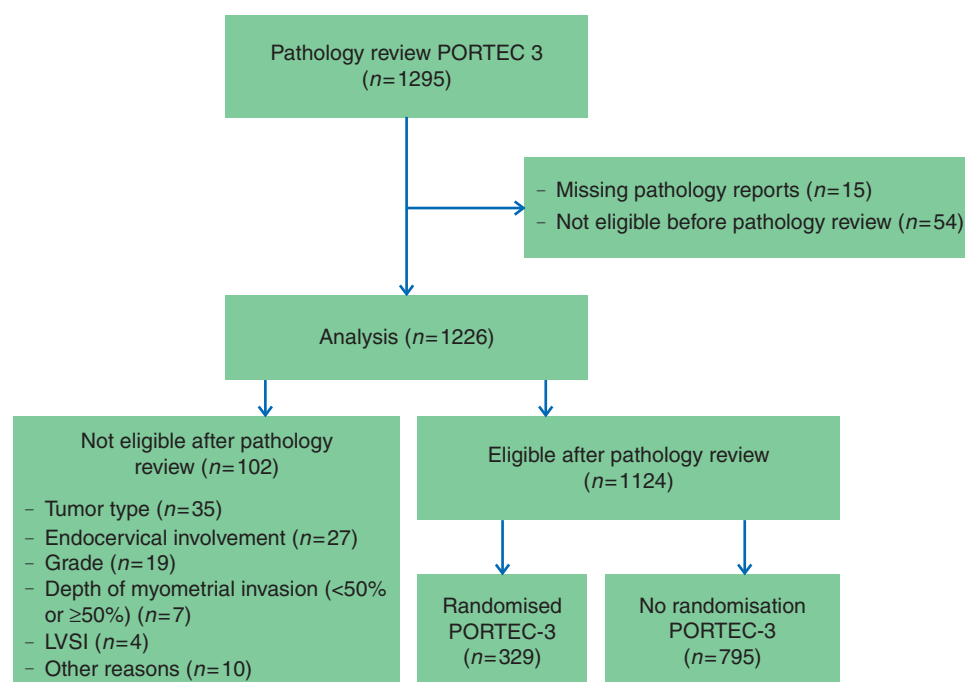 Pathology review PORTEC 3
(n=1295)
– Missing pathology reports (n=15)
– Not eligible before pathology review (n=54)
Analysis (n=1226)
Not eligible after pathology
review (n=102)
– Tumor type (n=35)
– Endocervical involvement (n=27)
– Grade (n=19)
– Depth of myometrial invasion (<50%
or ≥50%) (n=7)
– LVSI (n=4)
– Other reasons (n=10)
Eligible after pathology review
(n=1124)
Randomised
PORTEC-3
(n=329)
No randomisation
PORTEC-3
(n=795)